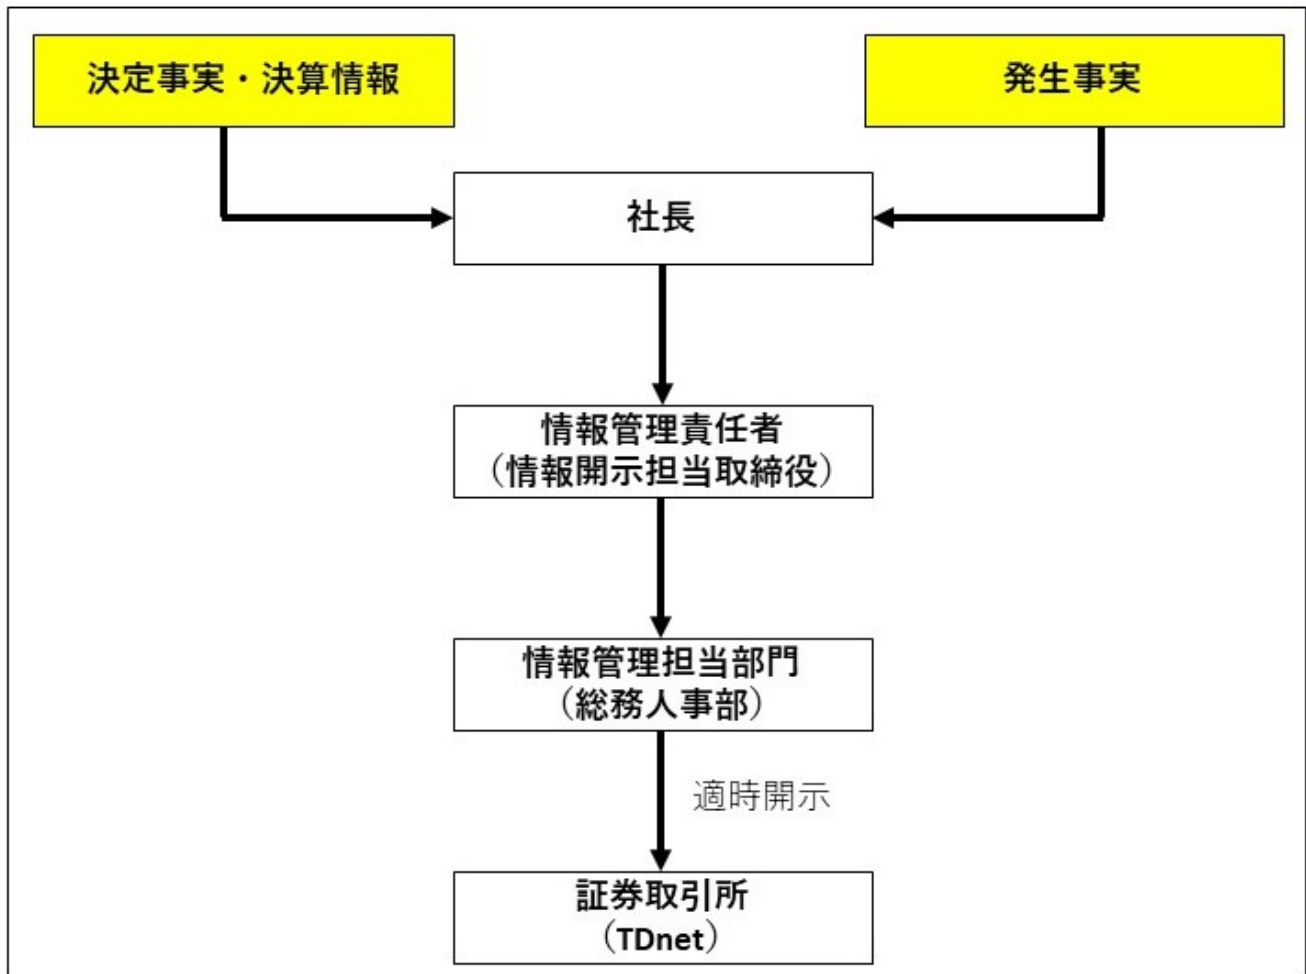 決定事実・決算情報
発生事実
社長
情報管理責任者
（情報開示担当取締役）
情報管理担当部門
（総務人事部）
適時開示
証券取引所
（TDnet）